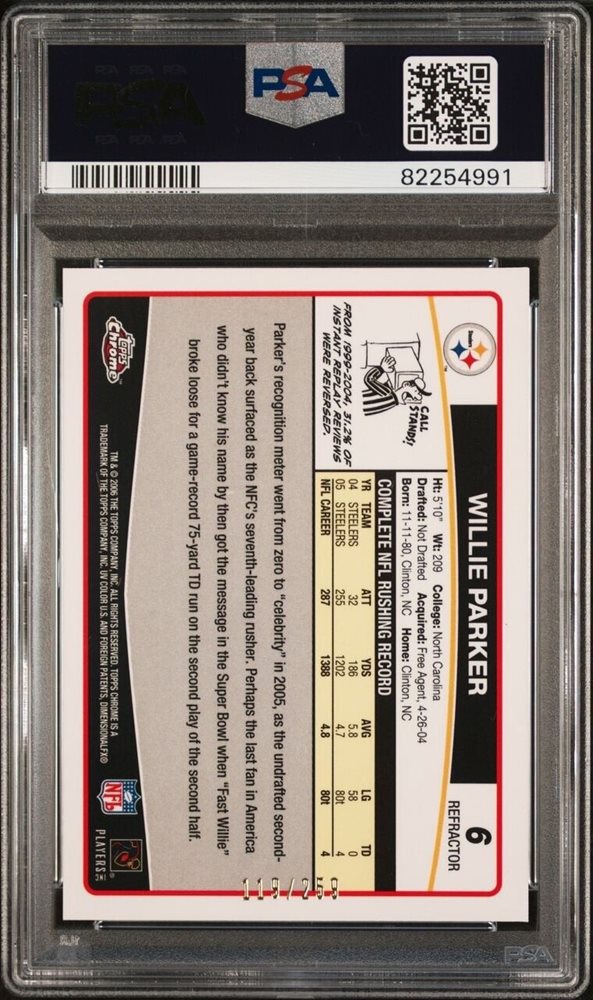 PSA
82254991
WILLIE PARKER
6
REFRACTOR
Steelers
Ht: 5'10" Wt: 209 College: North Carolina
Drafted: Not Drafted Acquired: Free Agent, 4-26-04
Born: 11-11-80, Clinton, NC Home: Clinton, NC
COMPLETE NFL RUSHING RECORD
YR TEAM ATT YDS AVG LG TD
04 STEELERS 32 186 5.8 58 0
05 STEELERS 255 1202 4.7 80t 4
NFL CAREER 287 1388 4.8 80t 4
CALL
STANDS!
FROM 1999-2004, 31.2% OF
INSTANT REPLAY REVIEWS
WERE REVERSED.
Parker's recognition meter went from zero to "celebrity" in 2005, as the undrafted second-
year back surfaced as the NFC's seventh-leading rusher. Perhaps the last fan in America
who didn't know his name by then got the message in the Super Bowl when "Fast Willie"
broke loose for a game-record 75-yard TD run on the second play of the second half.
Topps
Chrome
TM & © 2006 THE TOPPS COMPANY, INC. ALL RIGHTS RESERVED. TOPPS CHROME IS A
TRADEMARK OF THE TOPPS COMPANY, INC. UV COLOR U.S. AND FOREIGN PATENTS, DIMENSIONALFX®
NFL
PLAYERS
PSA